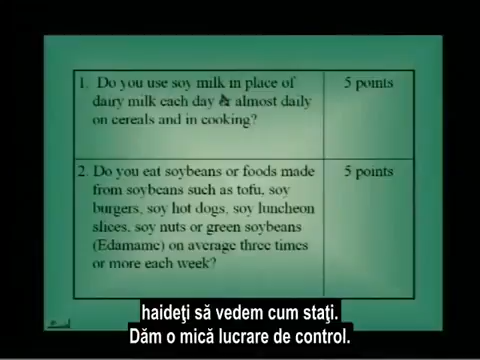 1. Do you use soy milk in place of
dairy milk each day & almost daily
on cereals and in cooking?
5 points
2. Do you eat soybeans or foods made
from soybeans such as tofu, soy
burgers, soy hot dogs, soy luncheon
slices, soy nuts or green soybeans
(Edamame) on average three times
or more each week?
5 points
haideţi să vedem cum staţi.
Dăm o mică lucrare de control.